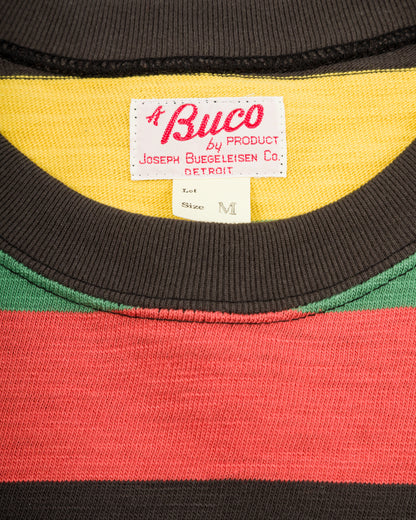 A Buco
by PRODUCT
JOSEPH BUEGELEISEN CO.
DETROIT
Lot
Size M